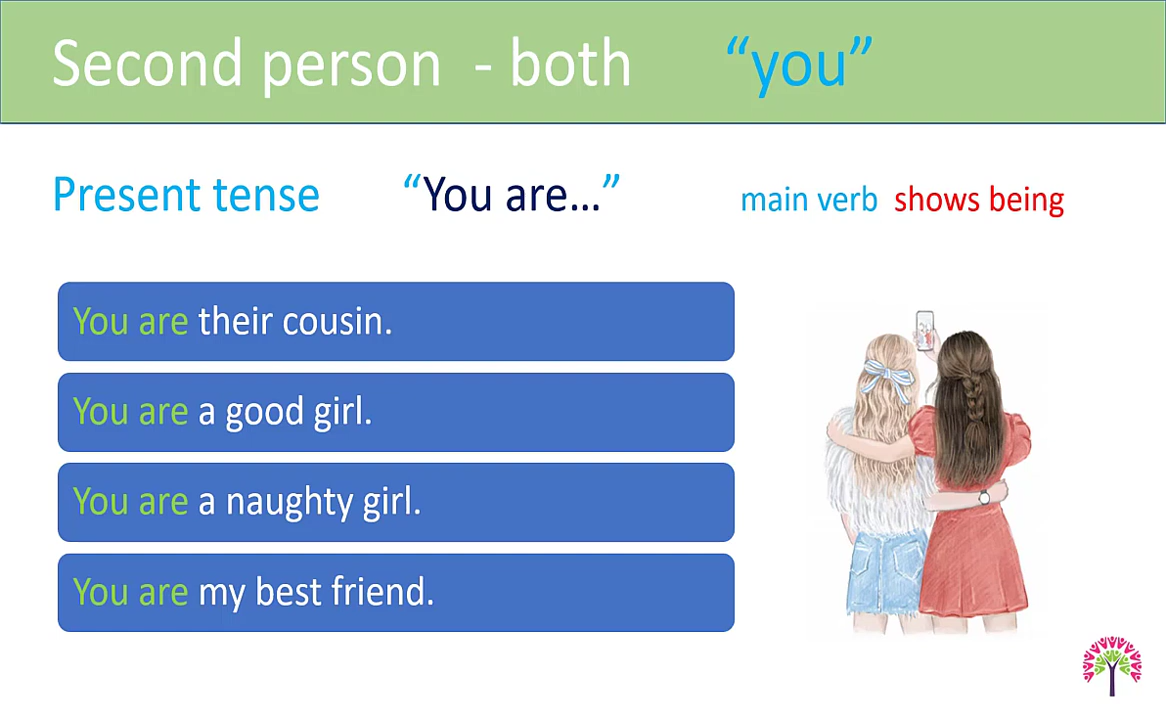 Second person - both “you”
Present tense “You are...” main verb shows being
You are their cousin.
You are a good girl.
You are a naughty girl.
You are my best friend.